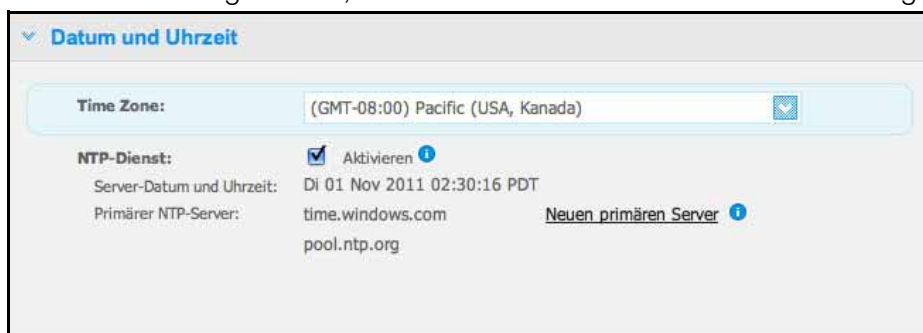 Datum und Uhrzeit
Time Zone: (GMT-08:00) Pacific (USA, Kanada)
NTP-Dienst: Aktivieren
Server-Datum und Uhrzeit: Di 01 Nov 2011 02:30:16 PDT
Primärer NTP-Server: time.windows.com Neuen primären Server
pool.ntp.org